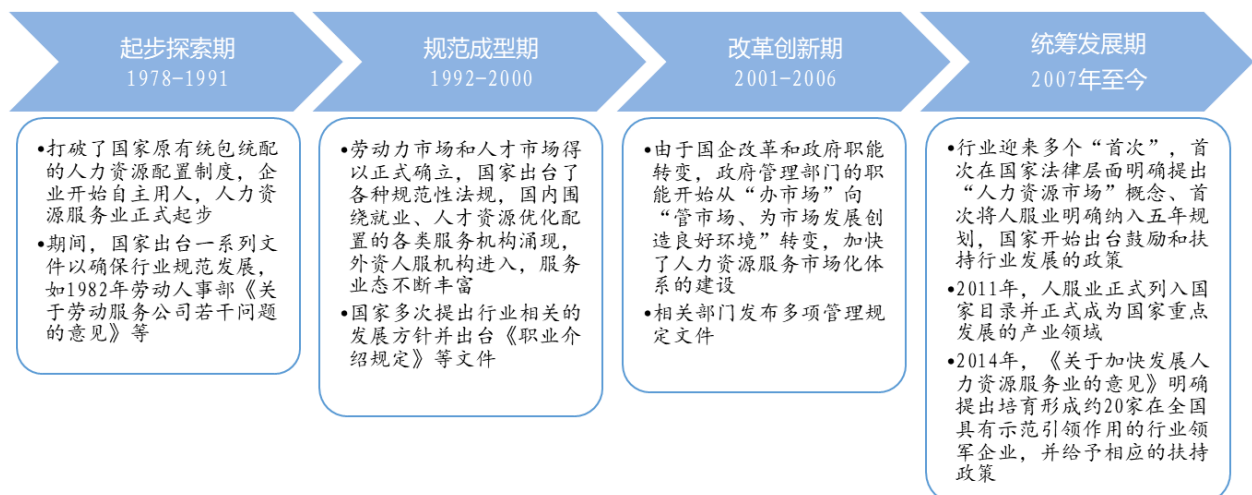 起步探索期
1978-1991
•打破了国家原有统包统配
的人力资源配置制度，企
业开始自主用人，人力资
源服务业正式起步
•期间，国家出台一系列文
件以确保行业规范发展，
如1982年劳动人事部《关
于劳动服务公司若干问题
的意见》等
规范成型期
1992-2000
•劳动力市场和人才市场得
以正式确立，国家出台了
各种规范性法规，国内围
绕就业、人才资源优化配
置的各类服务机构涌现，
外资人服机构进入，服务
业态不断丰富
•国家多次提出行业相关的
发展方针并出台《职业介
绍规定》等文件
改革创新期
2001-2006
•由于国企改革和政府职能
转变，政府管理部门的职
能开始从“办市场”向
“管市场、为市场发展创
造良好环境”转变，加快
了人力资源服务市场化体
系的建设
•相关部门发布多项管理规
定文件
统筹发展期
2007年至今
•行业迎来多个“首次”，首
次在国家法律层面明确提出
“人力资源市场”概念、首
次将人服业明确纳入五年规
划，国家开始出台鼓励和扶
持行业发展的政策
•2011年，人服业正式列入国
家目录并正式成为国家重点
发展的产业领域
•2014年，《关于加快发展人
力资源服务业的意见》明确
提出培育形成约20家在全国
具有示范引领作用的行业领
军企业，并给予相应的扶持
政策